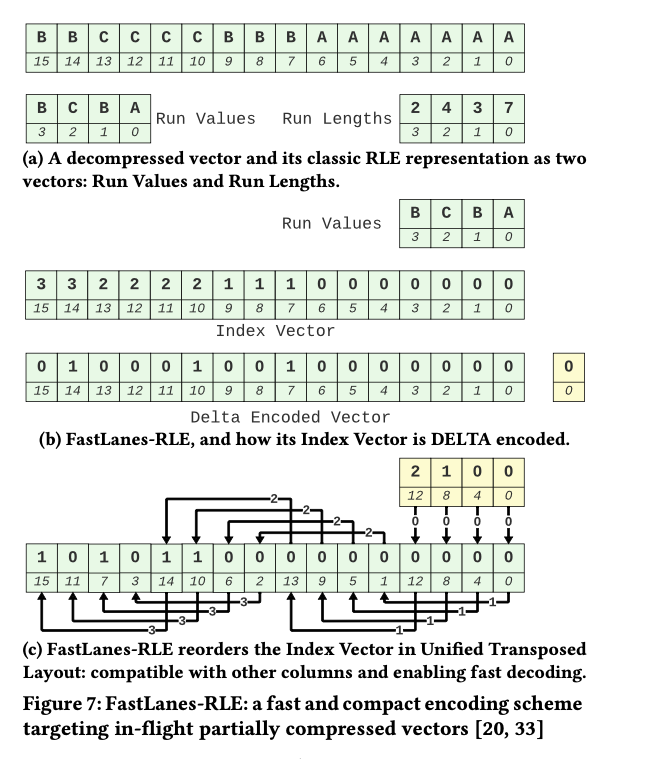 B B C C C C B B B A A A A A A A
15 14 13 12 11 10 9 8 7 6 5 4 3 2 1 0
B C B A Run Values Run Lengths 2 4 3 7
3 2 1 0 3 2 1 0
(a) A decompressed vector and its classic RLE representation as two
vectors: Run Values and Run Lengths.
Run Values B C B A
3 2 1 0
3 3 2 2 2 2 1 1 1 0 0 0 0 0 0 0
15 14 13 12 11 10 9 8 7 6 5 4 3 2 1 0
Index Vector
0 1 0 0 0 1 0 0 1 0 0 0 0 0 0 0 0
15 14 13 12 11 10 9 8 7 6 5 4 3 2 1 0 0
Delta Encoded Vector
(b) FastLanes-RLE, and how its Index Vector is DELTA encoded.
2 1 0 0
12 8 4 0
2
2
2
2
0 0 0 0
1 0 1 0 1 1 0 0 0 0 0 0 0 0 0 0
15 11 7 3 14 10 6 2 13 9 5 1 12 8 4 0
3 1
3 1
3 1
3 1
(c) FastLanes-RLE reorders the Index Vector in Unified Transposed
Layout: compatible with other columns and enabling fast decoding.
Figure 7: FastLanes-RLE: a fast and compact encoding scheme
targeting in-flight partially compressed vectors [20, 33]